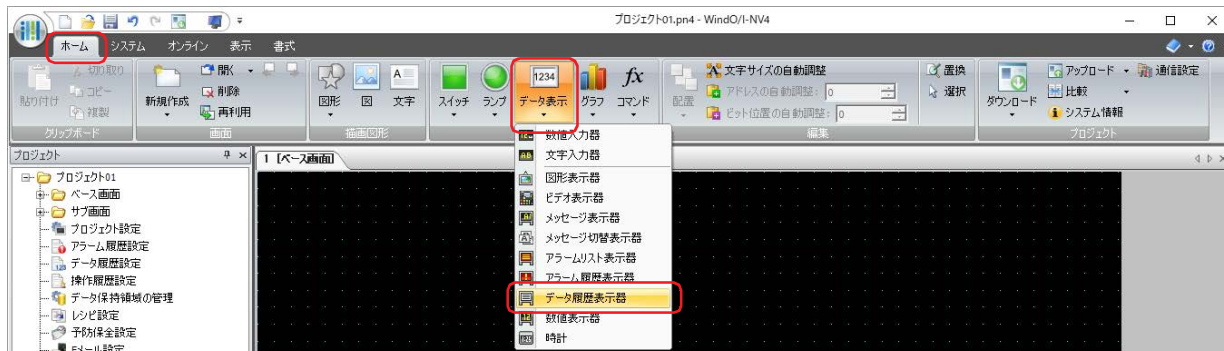 プロジェクト01.pn4 - WindO/I-NV4
ホーム システム オンライン 表示 書式
貼り付け 切り取り コピー 複製
クリップボード
新規作成 開く 削除 再利用
画面
図形 図 文字
描画図形
スイッチ ランプ 1234 データ表示 グラフ fx コマンド
配置 文字サイズの自動調整 置換
アドレスの自動調整: 0 選択
ビット位置の自動調整: 0
編集
ダウンロード アップロード 通信設定
比較
システム情報
プロジェクト
プロジェクト
1 [ベース画面]
プロジェクト01
ベース画面
サブ画面
プロジェクト設定
アラーム履歴設定
データ履歴設定
操作履歴設定
データ保持領域の管理
レシピ設定
予防保全設定
Eメール設定
数値入力器
文字入力器
図形表示器
ビデオ表示器
メッセージ表示器
メッセージ切替表示器
アラームリスト表示器
アラーム履歴表示器
データ履歴表示器
数値表示器
時計